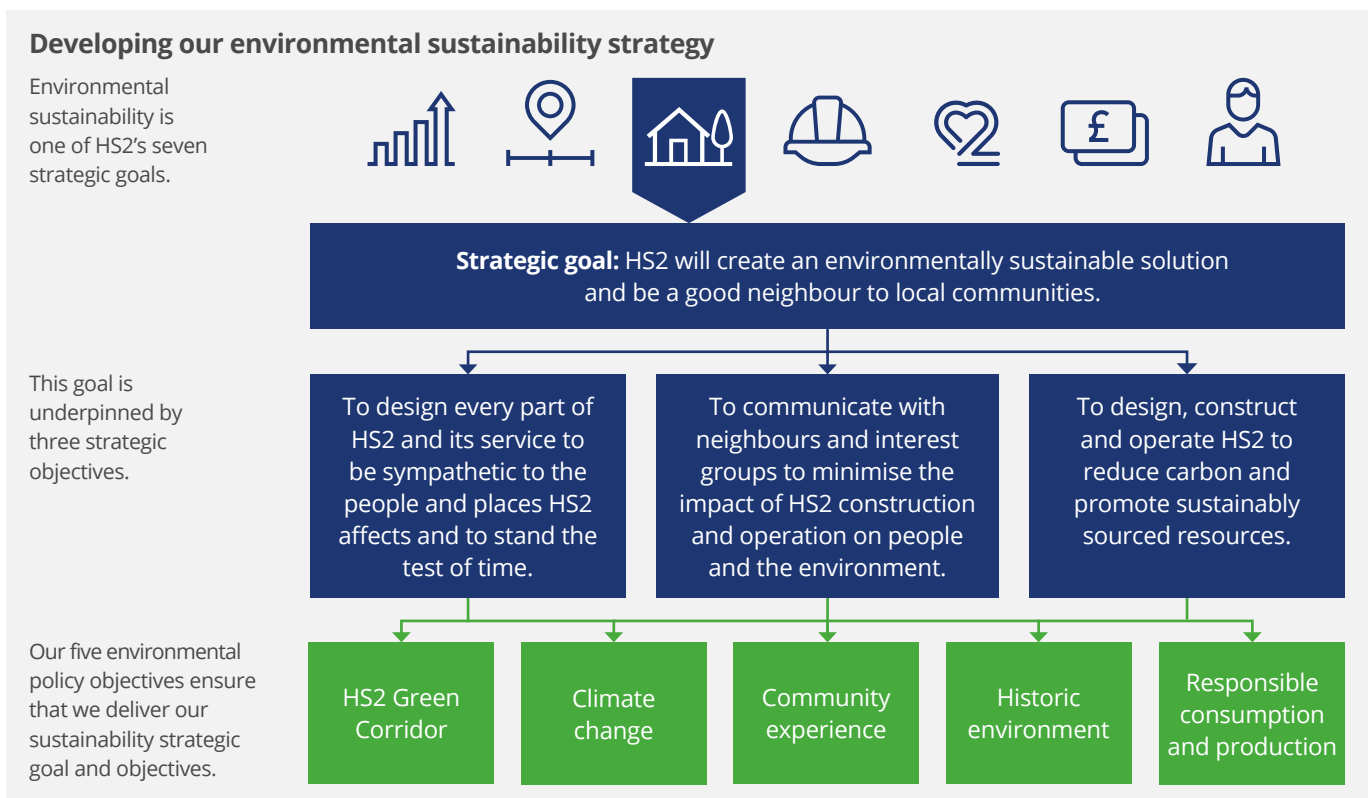 Developing our environmental sustainability strategy
Environmental
sustainability is
one of HS2's seven
strategic goals.
£
Strategic goal: HS2 will create an environmentally sustainable solution
and be a good neighbour to local communities.
This goal is
underpinned by
three strategic
objectives.
To design every part of
HS2 and its service to
be sympathetic to the
people and places HS2
affects and to stand the
test of time.
To communicate with
neighbours and interest
groups to minimise the
impact of HS2 construction
and operation on people
and the environment.
To design, construct
and operate HS2 to
reduce carbon and
promote sustainably
sourced resources.
Our five environmental
policy objectives ensure
that we deliver our
sustainability strategic
goal and objectives.
HS2 Green
Corridor
Climate
change
Community
experience
Historic
environment
Responsible
consumption
and production